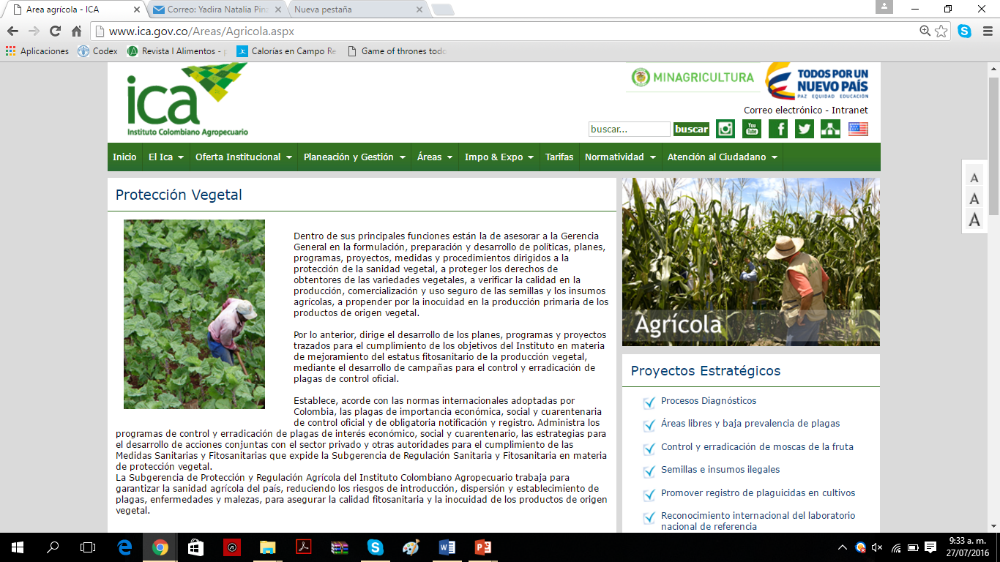 Area agrícola - ICA
Correo: Yadira Natalia Pin
Nueva pestaña
www.ica.gov.co/Areas/Agricola.aspx
Aplicaciones
Codex
Revista I Alimentos -
Calorías en Campo Re
Game of thrones todo
ica
Instituto Colombiano Agropecuario
MINAGRICULTURA
TODOS POR UN
NUEVO PAÍS
PAZ EQUIDAD EDUCACIÓN
Correo electrónico - Intranet
buscar...
buscar
You Tube
Inicio
El Ica
Oferta Institucional
Planeación y Gestión
Áreas
Impo & Expo
Tarifas
Normatividad
Atención al Ciudadano
A
A
A
Protección Vegetal
Dentro de sus principales funciones están la de asesorar a la Gerencia
General en la formulación, preparación y desarrollo de políticas, planes,
programas, proyectos, medidas y procedimientos dirigidos a la
protección de la sanidad vegetal, a proteger los derechos de
obtentores de las variedades vegetales, a verificar la calidad en la
producción, comercialización y uso seguro de las semillas y los insumos
agrícolas, a propender por la inocuidad en la producción primaria de los
productos de origen vegetal.
Por lo anterior, dirige el desarrollo de los planes, programas y proyectos
trazados para el cumplimiento de los objetivos del Instituto en materia
de mejoramiento del estatus fitosanitario de la producción vegetal,
mediante el desarrollo de campañas para el control y erradicación de
plagas de control oficial.
Establece, acorde con las normas internacionales adoptadas por
Colombia, las plagas de importancia económica, social y cuarentenaria
de control oficial y de obligatoria notificación y registro. Administra los
programas de control y erradicación de plagas de interés económico, social y cuarentenario, las estrategias para
el desarrollo de acciones conjuntas con el sector privado y otras autoridades para el cumplimiento de las
Medidas Sanitarias y Fitosanitarias que expide la Subgerencia de Regulación Sanitaria y Fitosanitaria en materia
de protección vegetal.
La Subgerencia de Protección y Regulación Agrícola del Instituto Colombiano Agropecuario trabaja para
garantizar la sanidad agrícola del país, reduciendo los riesgos de introducción, dispersión y establecimiento de
plagas, enfermedades y malezas, para asegurar la calidad fitosanitaria y la inocuidad de los productos de origen
vegetal.
Agrícola
Proyectos Estratégicos
Procesos Diagnósticos
Áreas libres y baja prevalencia de plagas
Control y erradicación de moscas de la fruta
Semillas e insumos ilegales
Promover registro de plaguicidas en cultivos
Reconocimiento internacional del laboratorio
nacional de referencia
9:33 a. m.
27/07/2016